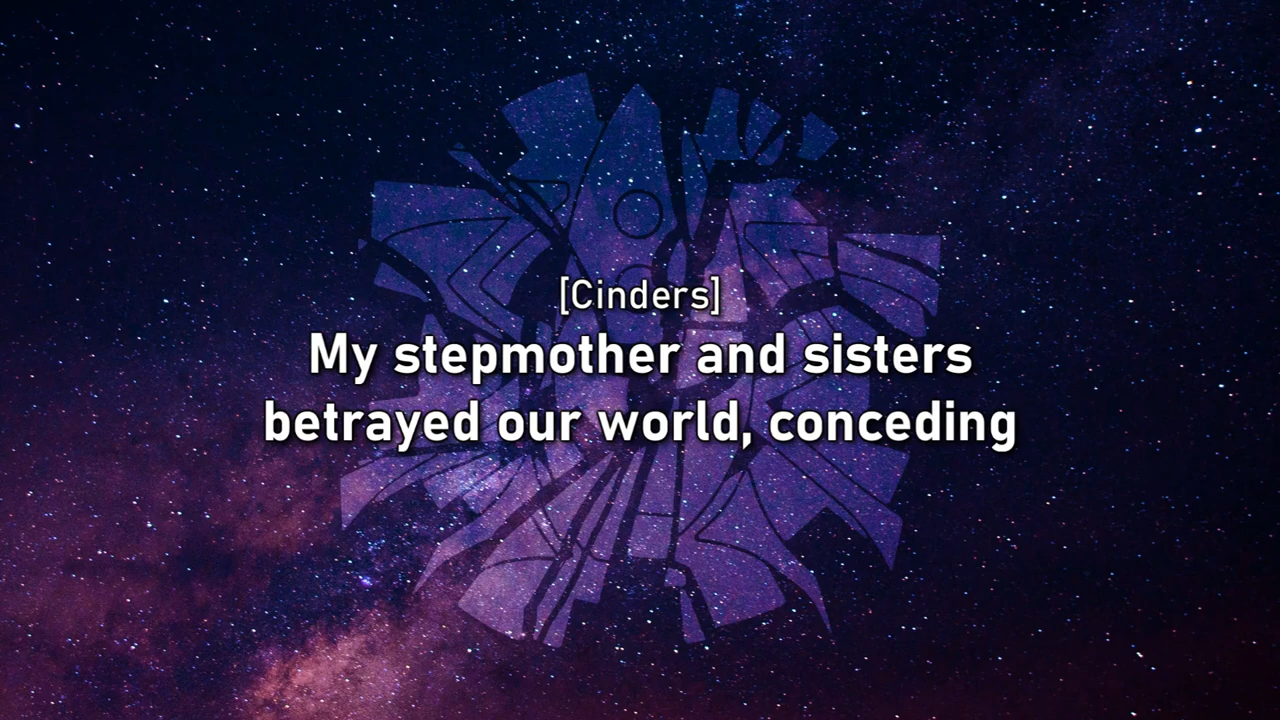 [Cinders]
My stepmother and sisters
betrayed our world, conceding